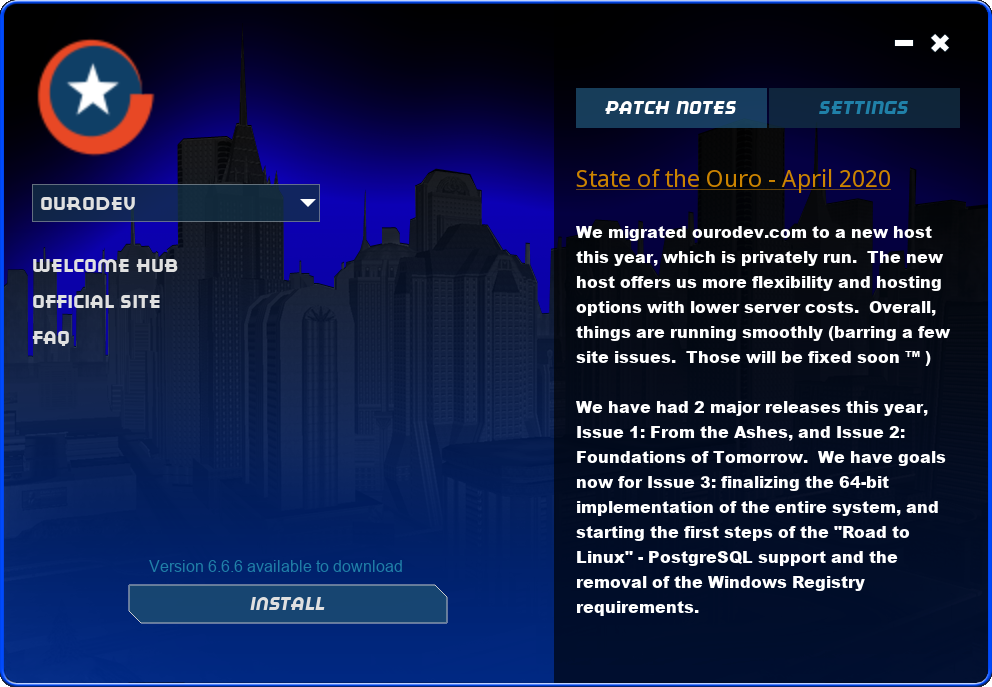 OURODEV
WELCOME HUB
OFFICIAL SITE
FAQ
Version 6.6.6 available to download
INSTALL
PATCH NOTES
SETTINGS
State of the Ouro - April 2020
We migrated ourodev.com to a new host
this year, which is privately run.  The new
host offers us more flexibility and hosting
options with lower server costs.  Overall,
things are running smoothly (barring a few
site issues.  Those will be fixed soon ™ )
We have had 2 major releases this year,
Issue 1: From the Ashes, and Issue 2:
Foundations of Tomorrow.  We have goals
now for Issue 3: finalizing the 64-bit
implementation of the entire system, and
starting the first steps of the "Road to
Linux" - PostgreSQL support and the
removal of the Windows Registry
requirements.